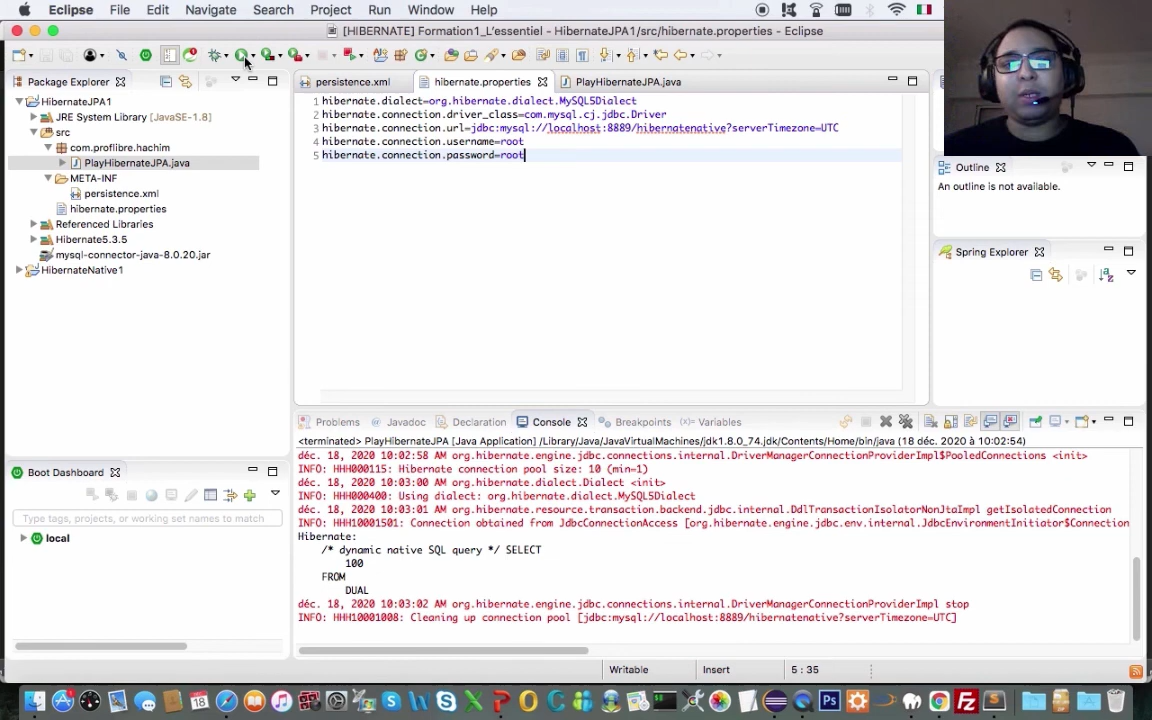 Eclipse File Edit Navigate Search Project Run Window Help
[HIBERNATE] Formation1_L'essentiel - HibernateJPA1/src/hibernate.properties - Eclipse
Package Explorer
HibernateJPA1
JRE System Library [JavaSE-1.8]
src
com.proflibre.hachim
PlayHibernateJPA.java
META-INF
persistence.xml
hibernate.properties
Referenced Libraries
Hibernate5.3.5
mysql-connector-java-8.0.20.jar
HibernateNative1
persistence.xml hibernate.properties PlayHibernateJPA.java
1 hibernate.dialect=org.hibernate.dialect.MySQL5Dialect
2 hibernate.connection.driver_class=com.mysql.cj.jdbc.Driver
3 hibernate.connection.url=jdbc:mysql://localhost:8889/hibernatenative?serverTimezone=UTC
4 hibernate.connection.username=root
5 hibernate.connection.password=root
Outline
An outline is not available.
Spring Explorer
Boot Dashboard
Type tags, projects, or working set names to match
local
Problems Javadoc Declaration Console Breakpoints Variables
<terminated> PlayHibernateJPA [Java Application] /Library/Java/JavaVirtualMachines/jdk1.8.0_74.jdk/Contents/Home/bin/java (18 déc. 2020 à 10:02:54)
déc. 18, 2020 10:02:58 AM org.hibernate.engine.jdbc.connections.internal.DriverManagerConnectionProviderImpl$PooledConnections <init>
INFO: HHH000115: Hibernate connection pool size: 10 (min=1)
déc. 18, 2020 10:03:00 AM org.hibernate.dialect.Dialect <init>
INFO: HHH000400: Using dialect: org.hibernate.dialect.MySQL5Dialect
déc. 18, 2020 10:03:01 AM org.hibernate.resource.transaction.backend.jdbc.internal.DdlTransactionIsolatorNonJtaImpl getIsolatedConnection
INFO: HHH10001501: Connection obtained from JdbcConnectionAccess [org.hibernate.engine.jdbc.env.internal.JdbcEnvironmentInitiator$Connection
Hibernate:
/* dynamic native SQL query */ SELECT
100
FROM
DUAL
déc. 18, 2020 10:03:02 AM org.hibernate.engine.jdbc.connections.internal.DriverManagerConnectionProviderImpl stop
INFO: HHH10001008: Cleaning up connection pool [jdbc:mysql://localhost:8889/hibernatenative?serverTimezone=UTC]
Writable Insert 5 : 35